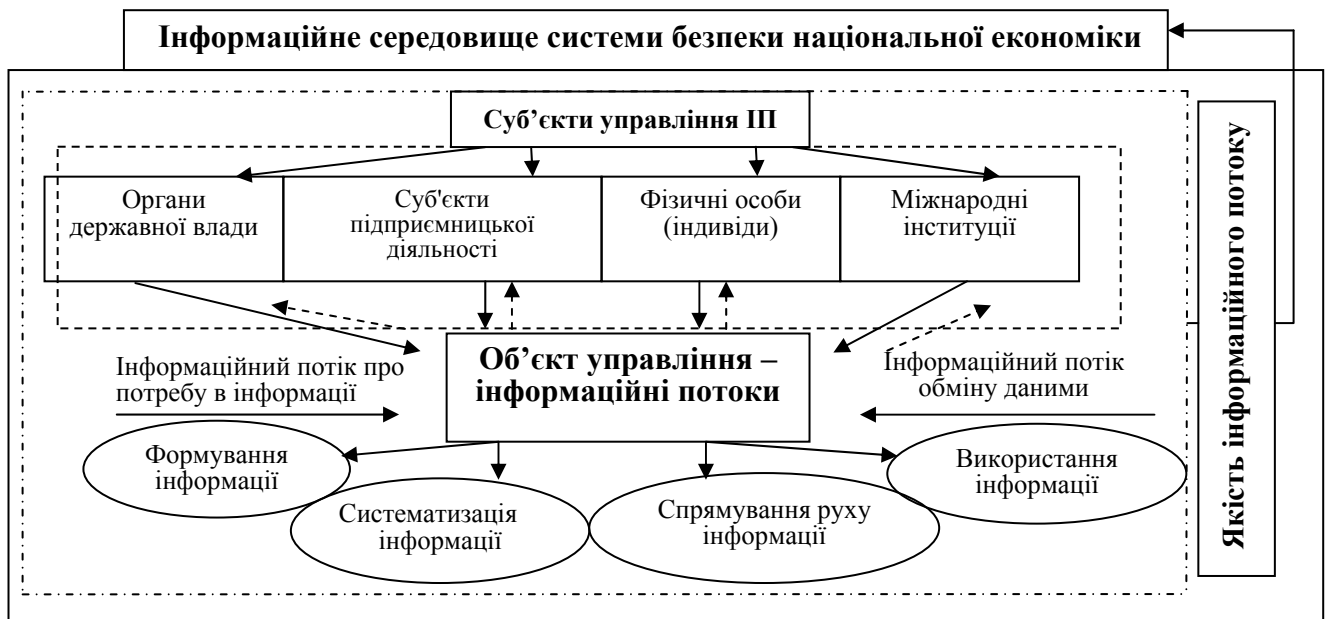 Інформаційне середовище системи безпеки національної економіки
Суб’єкти управління ІП
Органи
державної влади
Суб'єкти
підприємницької
діяльності
Фізичні особи
(індивіди)
Міжнародні
інституції
Об’єкт управління –
інформаційні потоки
Інформаційний потік про
потребу в інформації
Інформаційний потік
обміну даними
Формування
інформації
Систематизація
інформації
Спрямування руху
інформації
Використання
інформації
Якість інформаційного потоку